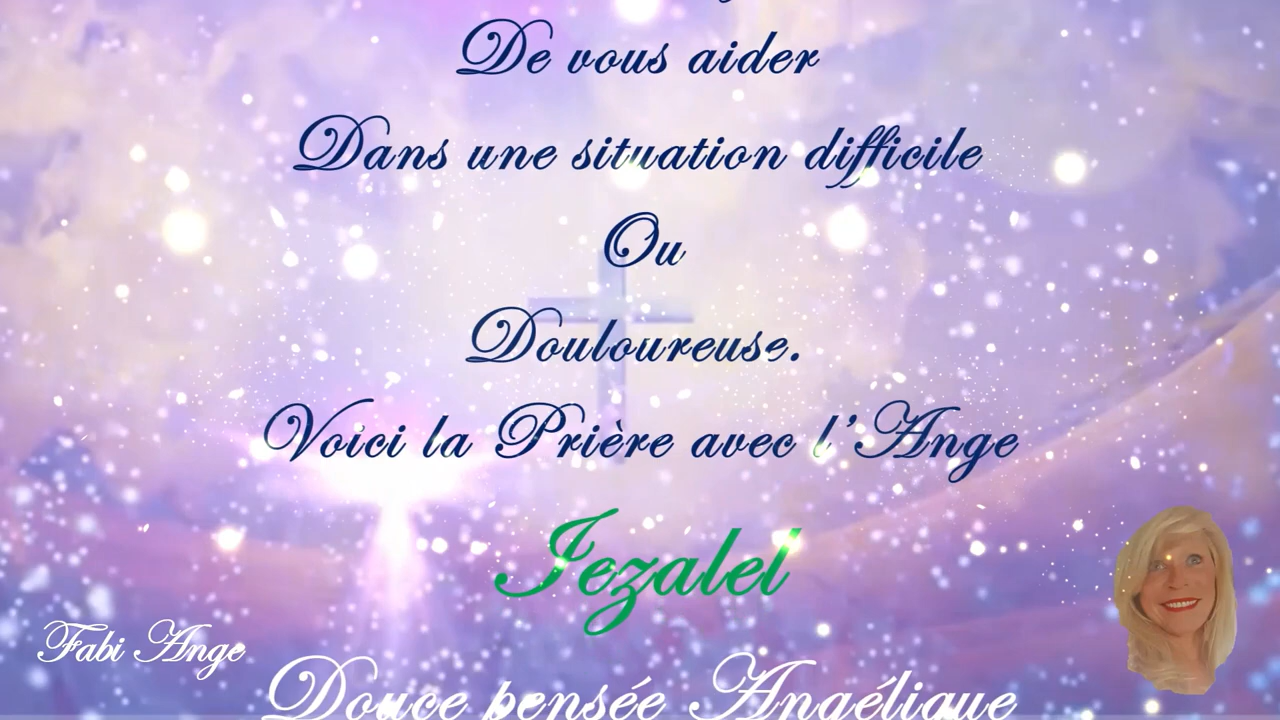 De vous aider
Dans une situation difficile
Ou
Douloureuse.
Voici la Prière avec l'Ange
Iezalel
Fabi Ange
Douce pensée Angélique